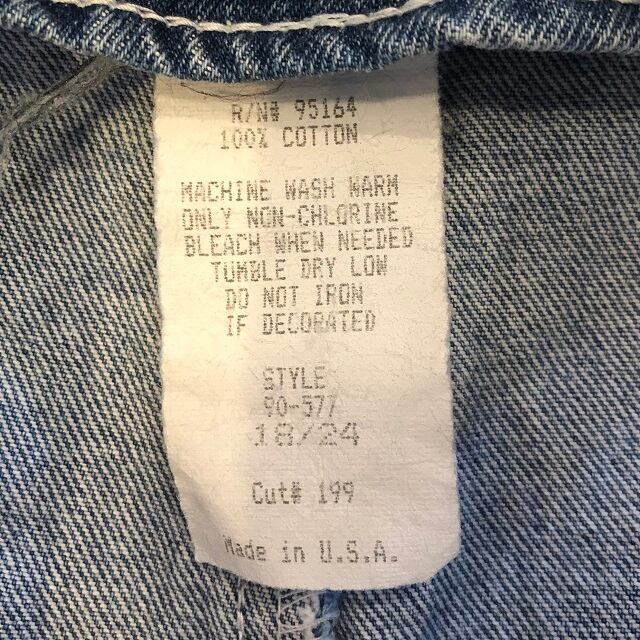 R/N# 95164
100% COTTON
MACHINE WASH WARM
ONLY NON-CHLORINE
BLEACH WHEN NEEDED
TUMBLE DRY LOW
DO NOT IRON
IF DECORATED
STYLE
90-577
18/24
Cut# 199
Made in U.S.A.